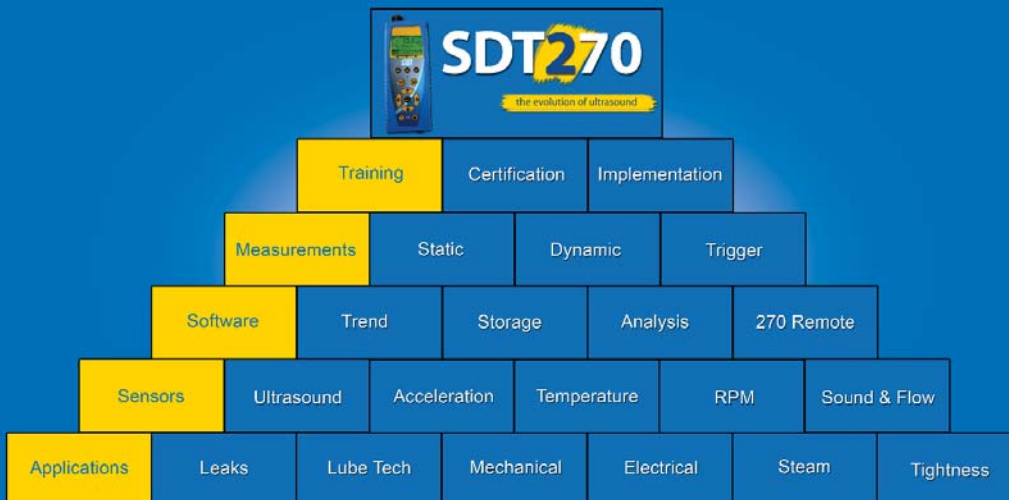 SDT270
the evolution of ultrasound
Training Certification Implementation
Measurements Static Dynamic Trigger
Software Trend Storage Analysis 270 Remote
Sensors Ultrasound Acceleration Temperature RPM Sound & Flow
Applications Leaks Lube Tech Mechanical Electrical Steam Tightness